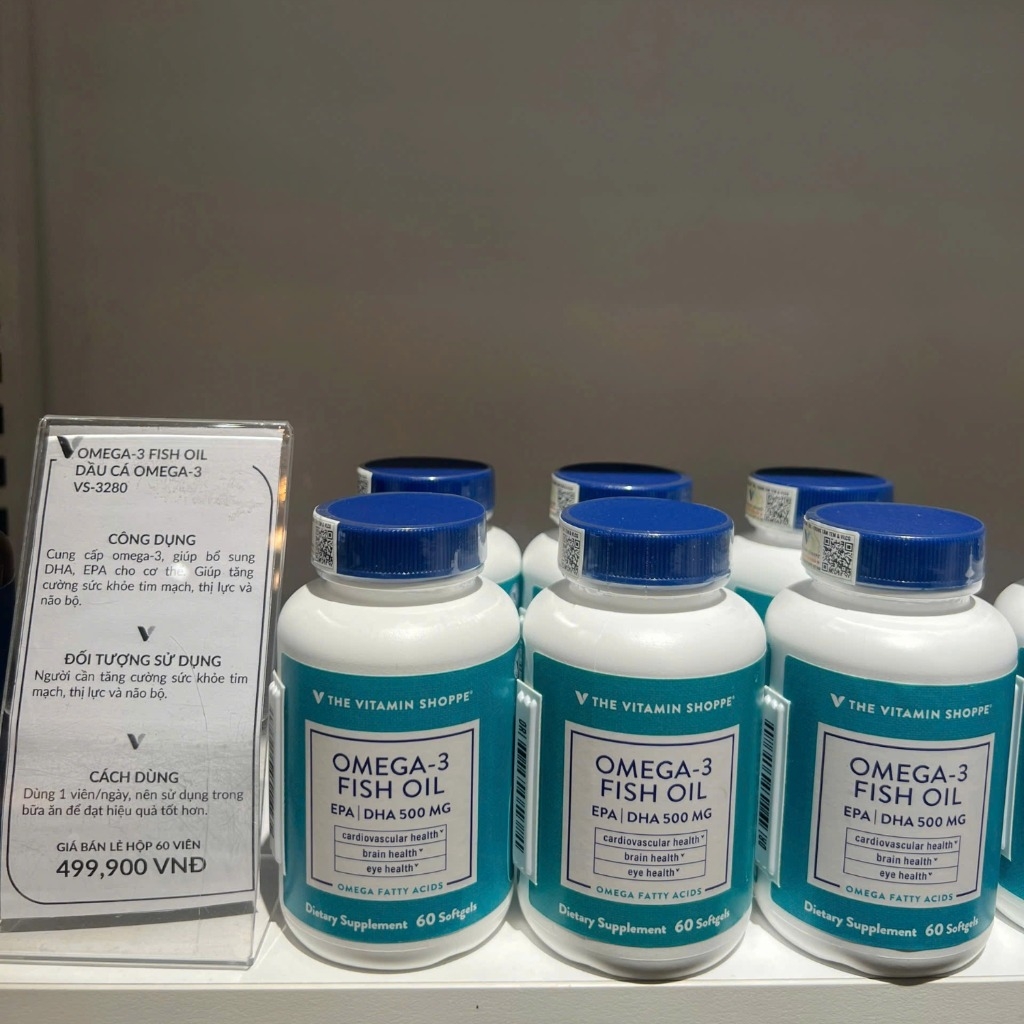 OMEGA-3 FISH OIL
DẦU CÁ OMEGA-3
VS-3280
CÔNG DỤNG
Cung cấp omega-3, giúp bổ sung
DHA, EPA cho cơ thể. Giúp tăng
cường sức khỏe tim mạch, thị lực và
não bộ.
ĐỐI TƯỢNG SỬ DỤNG
Người cần tăng cường sức khỏe tim
mạch, thị lực và não bộ.
CÁCH DÙNG
Dùng 1 viên/ngày, nên sử dụng trong
bữa ăn để đạt hiệu quả tốt hơn.
GIÁ BÁN LẺ HỘP 60 VIÊN
499,900 VNĐ
THE VITAMIN SHOPPE®
OMEGA-3
FISH OIL
EPA | DHA 500 MG
cardiovascular health
brain health
eye health
OMEGA FATTY ACIDS
Dietary Supplement 60 Softgels
THE VITAMIN SHOPPE®
OMEGA-3
FISH OIL
EPA | DHA 500 MG
cardiovascular health
brain health
eye health
OMEGA FATTY ACIDS
Dietary Supplement 60 Softgels
THE VITAMIN SHOPPE®
OMEGA-3
FISH OIL
EPA | DHA 500 MG
cardiovascular health
brain health
eye health
OMEGA FATTY ACIDS
Dietary Supplement 60 Softgels